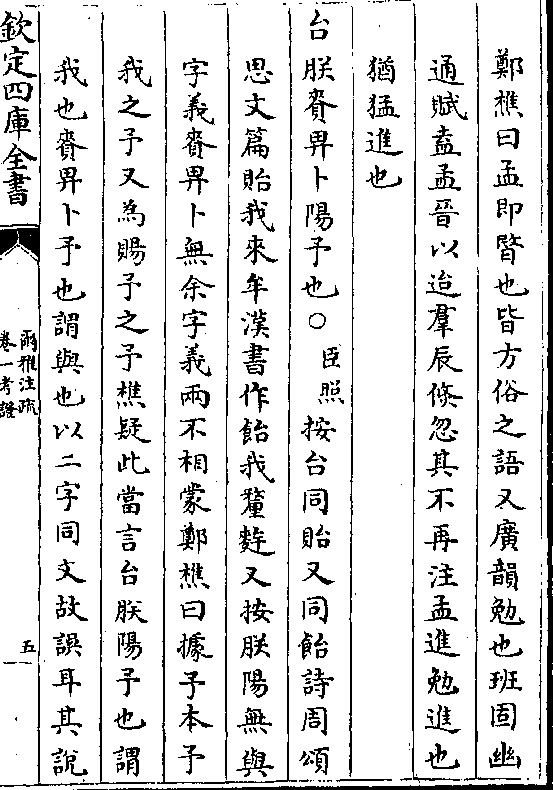 鄭樵曰孟即暋也皆方俗之語又廣韻勉也班固幽
通賦盍孟晉以迨羣辰倏忽其不再注孟進勉進也
猶猛進也
台朕賚畀卜陽予也○臣照按台同貽又同飴詩周頌
思文篇貽我來牟漢書作飴我釐麰又按朕陽無與
字義賚畀卜無余字義兩不相蒙鄭樵曰據予本予
我之予又為賜予之予樵疑此當言台朕陽予也謂
我也賚畀卜予也謂與也以二字同文故誤耳其說
欽定四庫全書
爾雅注疏
卷一考證
五